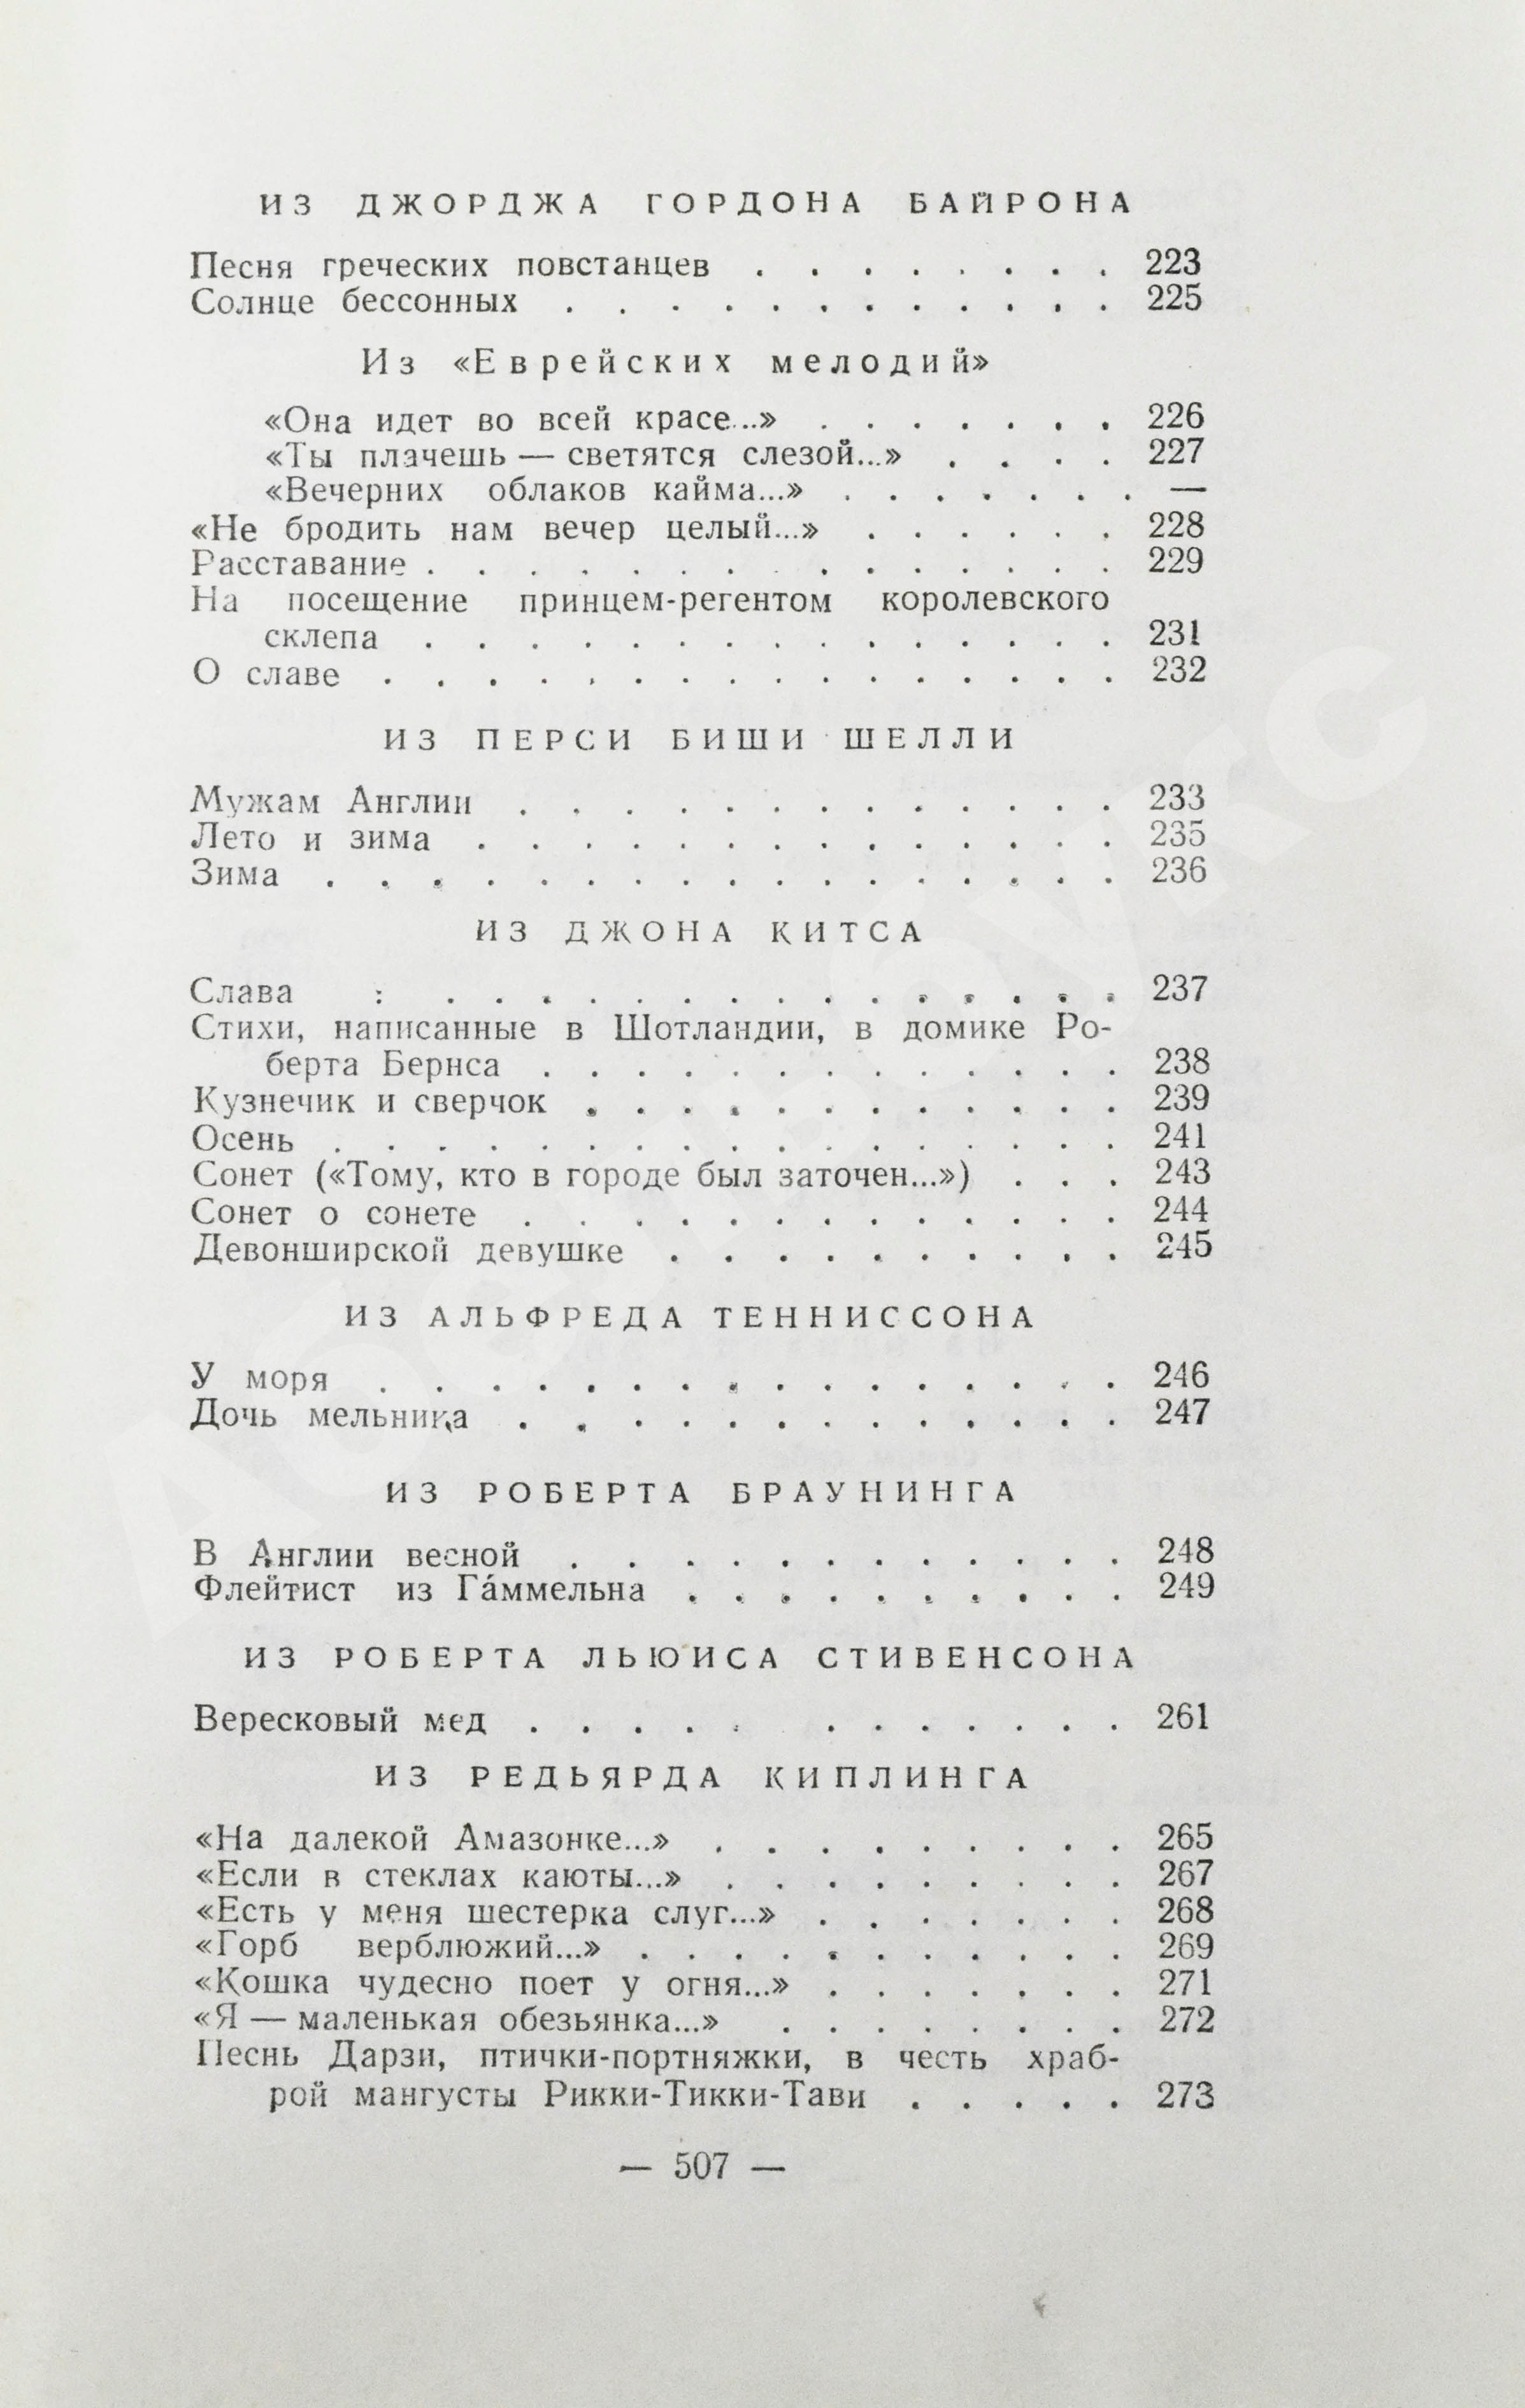 ИЗ ДЖОРДЖА ГОРДОНА БАЙРОНА
Песня греческих повстанцев . . . . . . . . 223
Солнце бессонных . . . . . . . . . . . . 225
Из «Еврейских мелодий»
«Она идет во всей красе...» . . . . . . . 226
«Ты плачешь — светятся слезой...» . . . . 227
«Вечерних облаков кайма...» . . . . . . . —
«Не бродить нам вечер целый...» . . . . . . 228
Расставание . . . . . . . . . . . . . . 229
На посещение принцем-регентом королевского
склепа . . . . . . . . . . . . . . . 231
О славе . . . . . . . . . . . . . . . . 232
ИЗ ПЕРСИ БИШИ ШЕЛЛИ
Мужам Англии . . . . . . . . . . . . . 233
Лето и зима . . . . . . . . . . . . . . 235
Зима . . . . . . . . . . . . . . . . . 236
ИЗ ДЖОНА КИТСА
Слава : . . . . . . . . . . . . . . . 237
Стихи, написанные в Шотландии, в домике Ро-
берта Бернса . . . . . . . . . . . . . 238
Кузнечик и сверчок . . . . . . . . . . . . 239
Осень . . . . . . . . . . . . . . . . . 241
Сонет («Тому, кто в городе был заточен...») . . . 243
Сонет о сонете . . . . . . . . . . . . . 244
Девонширской девушке . . . . . . . . . . 245
ИЗ АЛЬФРЕДА ТЕННИССОНА
У моря . . . . . . . . . . . . . . . . 246
Дочь мельника . . . . . . . . . . . . . 247
ИЗ РОБЕРТА БРАУНИНГА
В Англии весной . . . . . . . . . . . . 248
Флейтист из Га́ммельна . . . . . . . . . . 249
ИЗ РОБЕРТА ЛЬЮИСА СТИВЕНСОНА
Вересковый мед . . . . . . . . . . . . 261
ИЗ РЕДЬЯРДА КИПЛИНГА
«На далекой Амазонке...» . . . . . . . . . 265
«Если в стеклах каюты...» . . . . . . . . . 267
«Есть у меня шестерка слуг...» . . . . . . . 268
«Горб верблюжий...» . . . . . . . . . . . 269
«Кошка чудесно поет у огня...» . . . . . . . 271
«Я — маленькая обезьянка...» . . . . . . . . 272
Песнь Дарзи, птички-портняжки, в честь храб-
рой мангусты Рикки-Тикки-Тави . . . . . 273
— 507 —